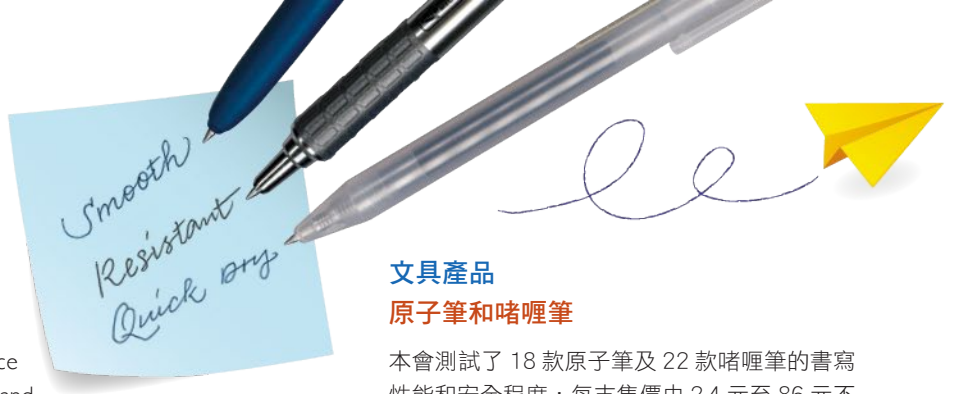 Smooth
Resistant
Quick Dry
文具產品
原子筆和啫喱筆
本會測試了 18 款原子筆及 22 款啫喱筆的書寫
ce